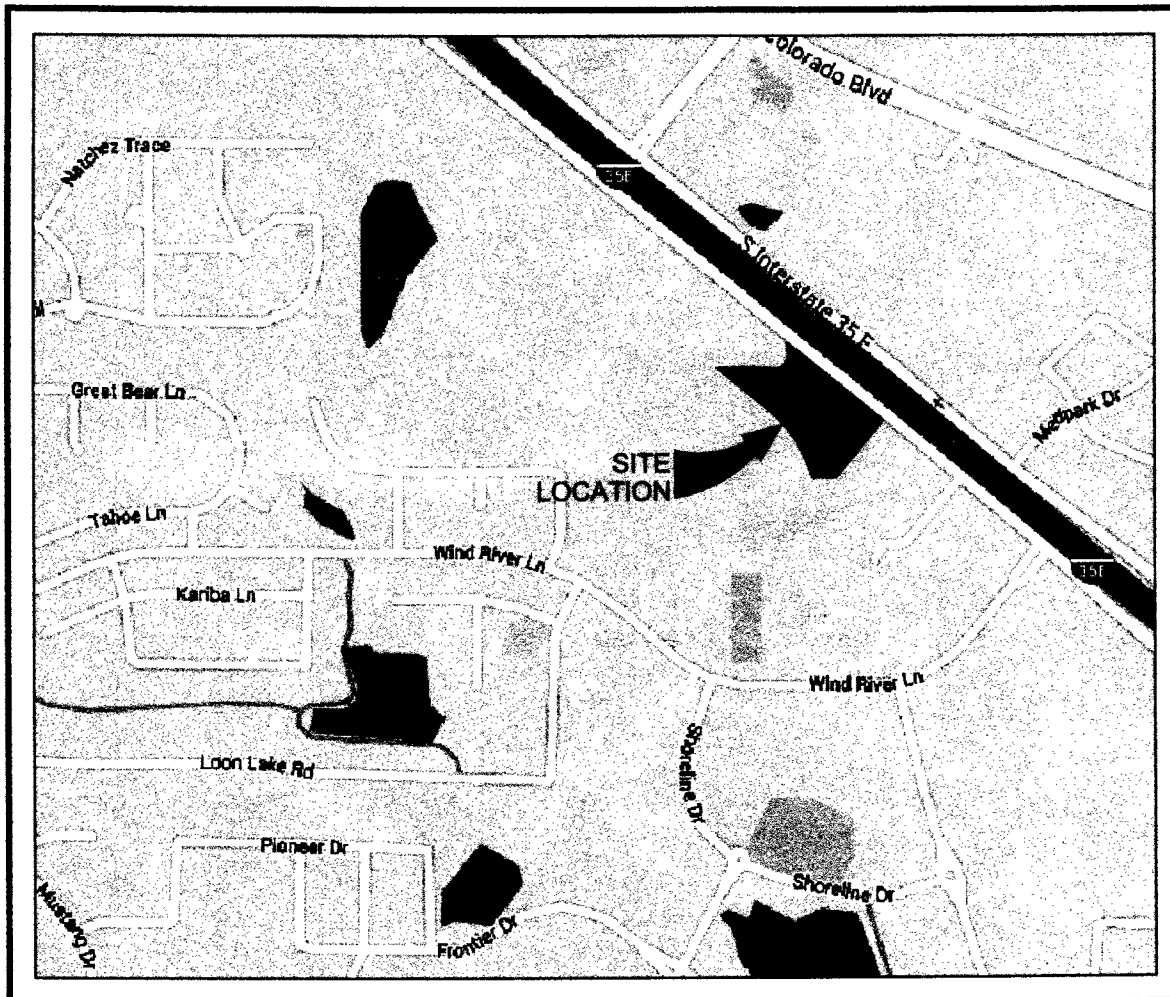 Colorado Blvd
Natchez Trace
35E
S Interstate 35 E
Great Bear Ln
Medpark Dr
SITE
LOCATION
Tahoe Ln
Wind River Ln
35E
Kariba Ln
Wind River Ln
Loon Lake Rd
Shoreline Dr
Pioneer Dr
Shoreline Dr
Mustang Dr
Frontier Dr